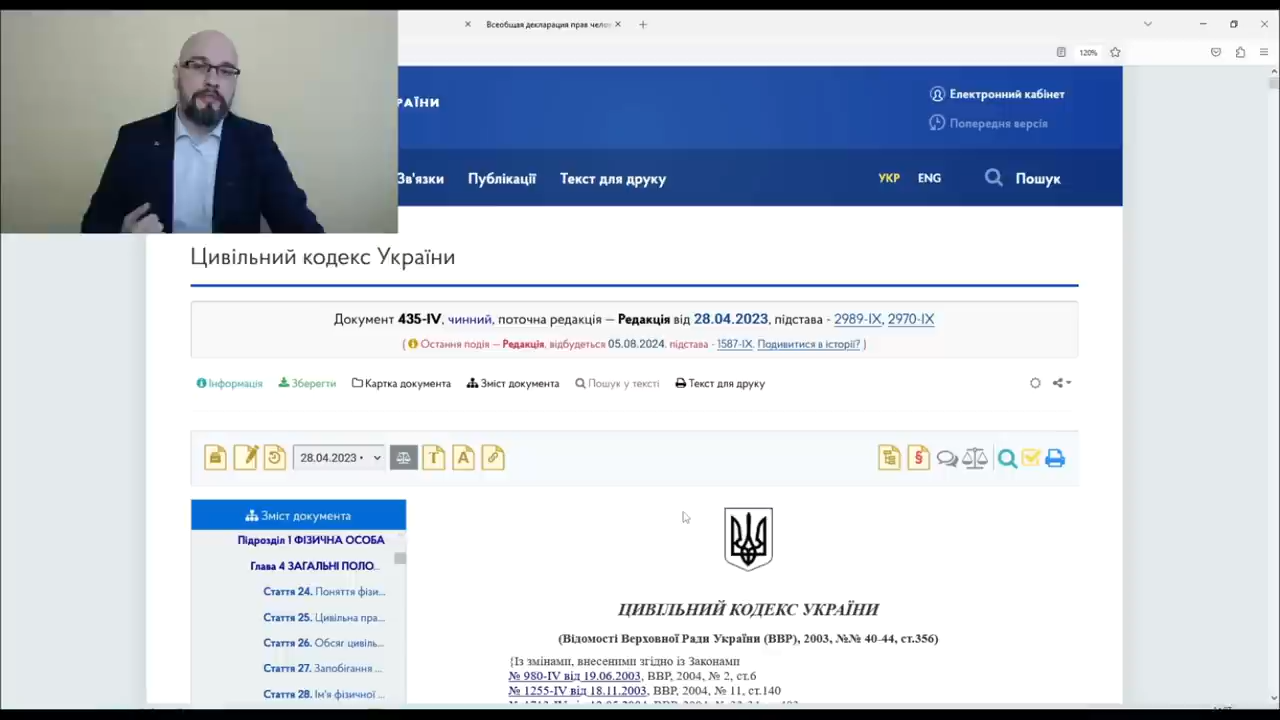 Всеобщая декларация прав чело
120%
РАЇНИ
Електронний кабінет
Попередня версія
Зв'язки Публікації Текст для друку УКР ENG Пошук
Цивільний кодекс України
Документ 435-IV, чинний, поточна редакція — Редакція від 28.04.2023, підстава - 2989-IX, 2970-IX
( Остання подія — Редакція, відбудеться 05.08.2024, підстава - 1587-IX. Подивитися в історії? )
Інформація Зберегти Картка документа Зміст документа Пошук у тексті Текст для друку
28.04.2023 •
Зміст документа
Підрозділ 1 ФІЗИЧНА ОСОБА
Глава 4 ЗАГАЛЬНІ ПОЛО...
Стаття 24. Поняття фізи...
Стаття 25. Цивільна пра...
Стаття 26. Обсяг цивіль...
Стаття 27. Запобігання ...
Стаття 28. Ім'я фізичної ...
ЦИВІЛЬНИЙ КОДЕКС УКРАЇНИ
(Відомості Верховної Ради України (ВВР), 2003, №№ 40-44, ст.356)
{Із змінами, внесеними згідно із Законами
№ 980-IV від 19.06.2003, ВВР, 2004, № 2, ст.6
№ 1255-IV від 18.11.2003, ВВР, 2004, № 11, ст.140